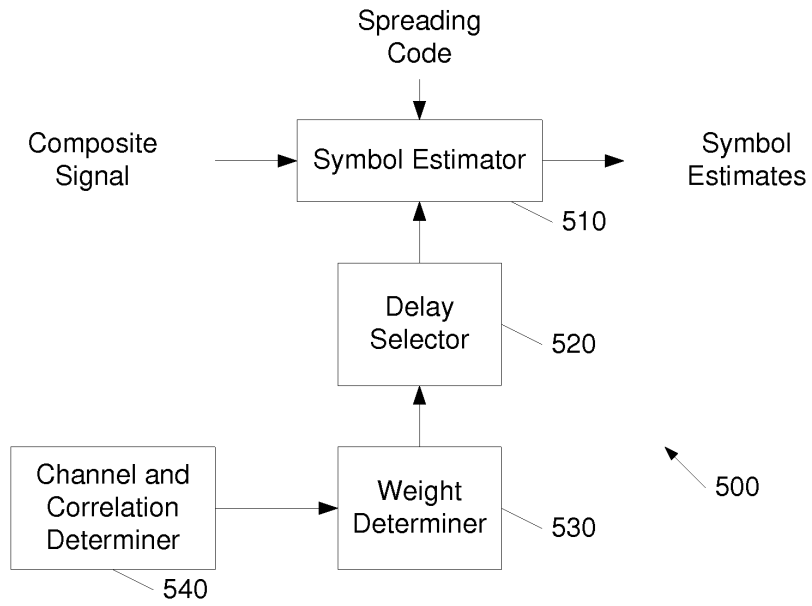 Spreading
Code
Composite
Signal
Symbol Estimator
Symbol
Estimates
510
Delay
Selector
520
Channel and
Correlation
Determiner
Weight
Determiner
500
530
540